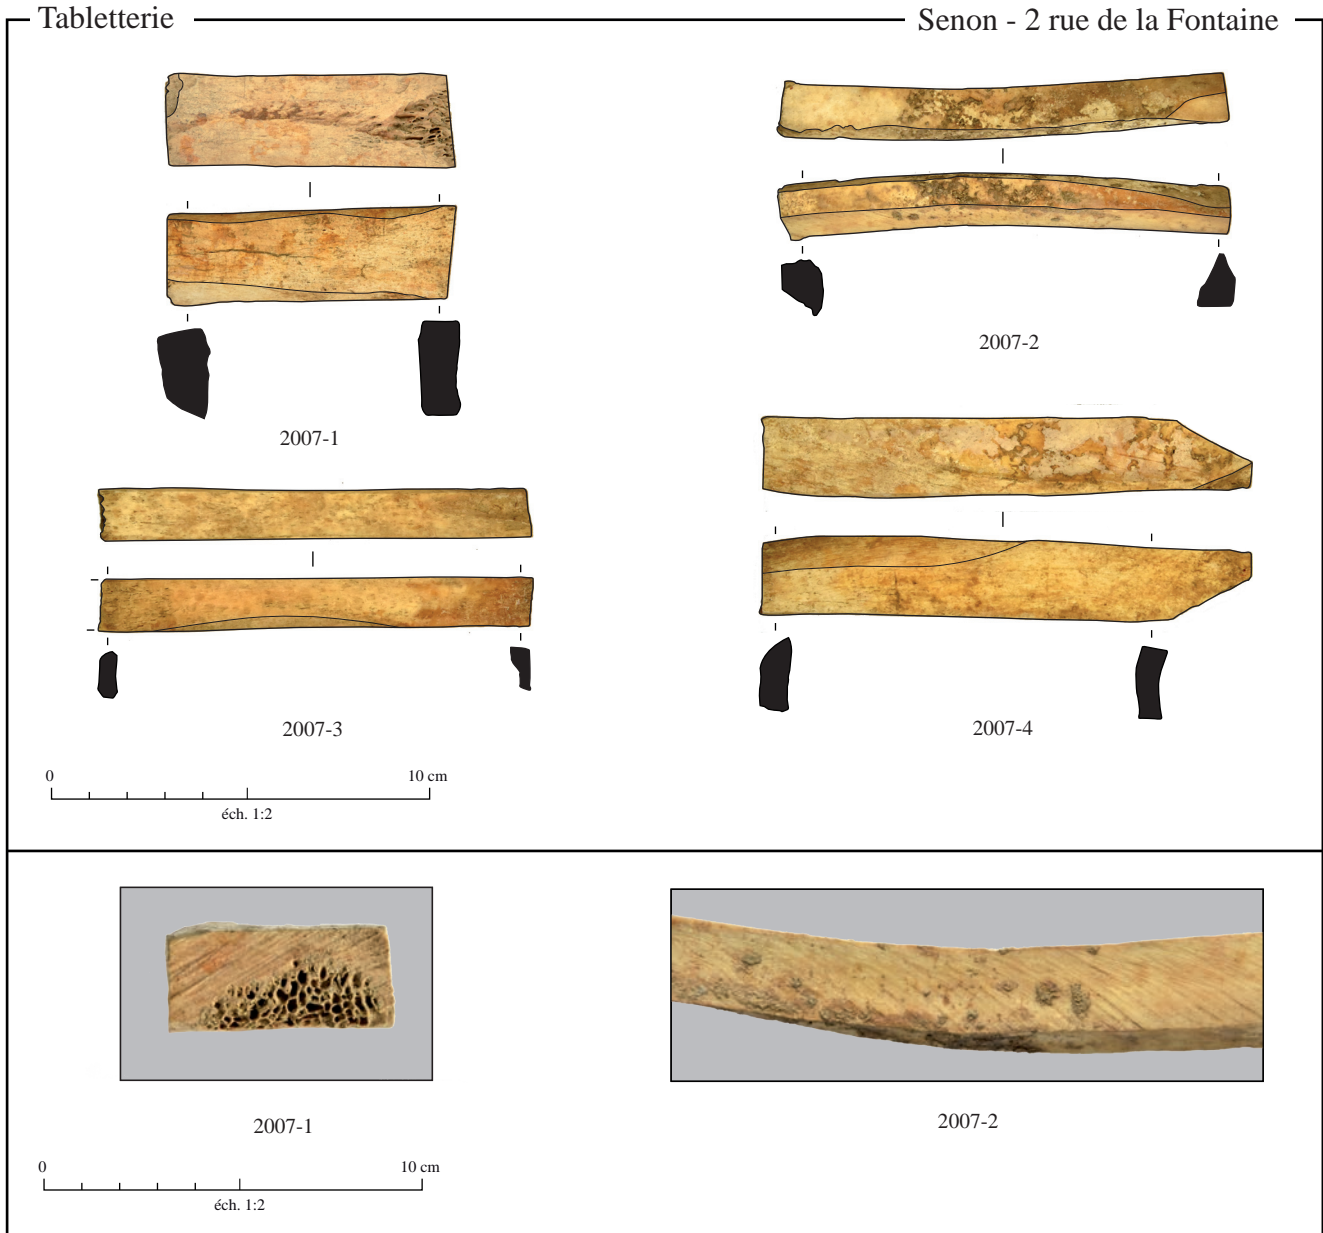 Tabletterie
Senon - 2 rue de la Fontaine
2007-1
2007-2
2007-3
2007-4
0 10 cm
éch. 1:2
2007-1
2007-2
0 10 cm
éch. 1:2